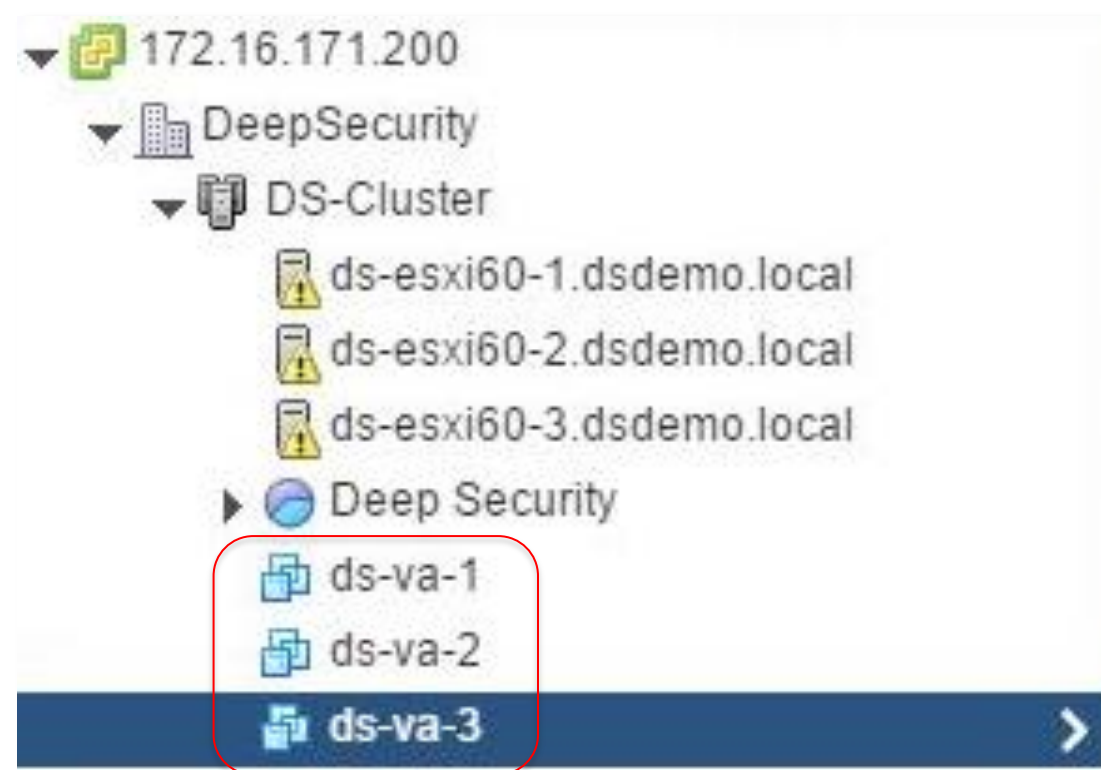 172.16.171.200
DeepSecurity
DS-Cluster
ds-esxi60-1.dsdemo.local
ds-esxi60-2.dsdemo.local
ds-esxi60-3.dsdemo.local
Deep Security
ds-va-1
ds-va-2
ds-va-3